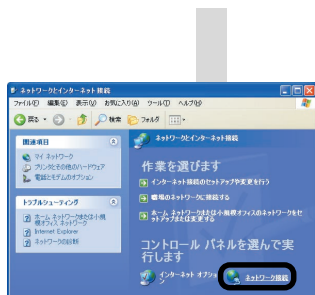 ネットワークとインターネット接続
ファイル(F) 編集(E) 表示(V) お気に入り(A) ツール(T) ヘルプ(H)
戻る 検索 フォルダ
関連項目
マイ ネットワーク
プリンタとその他のハードウェア
電話とモデムのオプション
トラブルシューティング
ホーム ネットワークまたは小規
模オフィス ネットワーク
Internet Explorer
ネットワークの診断
ネットワークとインターネット接続
作業を選びます
インターネット接続のセットアップや変更を行う
職場のネットワークに接続する
ホーム ネットワークまたは小規模オフィスのネットワークをセ
ットアップまたは変更する
コントロール パネルを選んで実
行します
インターネット オプショ
ン
ネットワーク接続